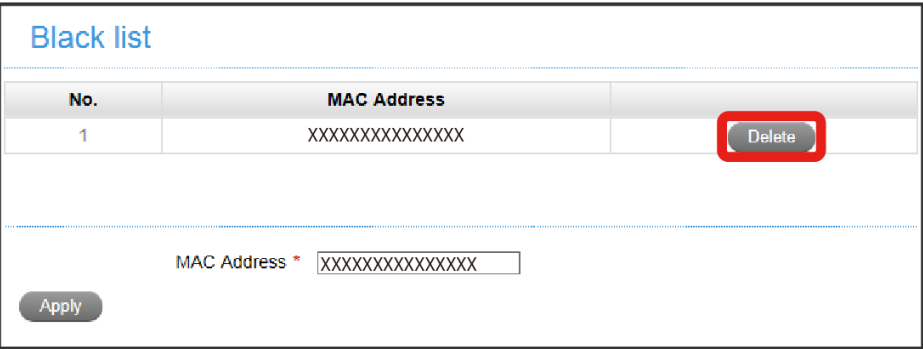 Black list
No. MAC Address
1 XXXXXXXXXXXXXXX Delete
MAC Address * XXXXXXXXXXXXXXX
Apply